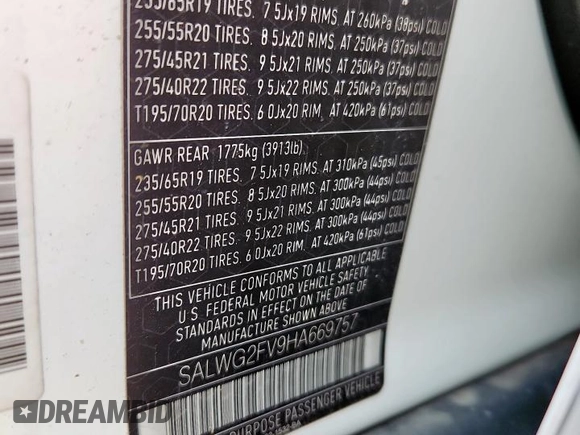 235/65R19 TIRES. 7 5Jx19 RIMS. AT 260kPa (38psi) COLD
255/55R20 TIRES. 8 5Jx20 RIMS. AT 250kPa (37psi) COLD
275/45R21 TIRES. 9 5Jx21 RIMS. AT 250kPa (37psi) COLD
275/40R22 TIRES. 9 5Jx22 RIMS. AT 250kPa (37psi) COLD
T195/70R20 TIRES. 6 0Jx20 RIM. AT 420kPa (61psi) COLD
GAWR REAR 1775kg (3913lb)
235/65R19 TIRES. 7 5Jx19 RIMS. AT 310kPa (45psi) COLD
255/55R20 TIRES. 8 5Jx20 RIMS. AT 300kPa (44psi) COLD
275/45R21 TIRES. 9 5Jx21 RIMS. AT 300kPa (44psi) COLD
275/40R22 TIRES. 9 5Jx22 RIMS. AT 300kPa (44psi) COLD
T195/70R20 TIRES. 6 0Jx20 RIM. AT 420kPa (61psi) COLD
THIS VEHICLE CONFORMS TO ALL APPLICABLE
U.S. FEDERAL MOTOR VEHICLE SAFETY
STANDARDS IN EFFECT ON THE DATE OF
MANUFACTURE SHOWN ABOVE
SALWG2FV9HA669757
PURPOSE PASSENGER VEHICLE
DREAMBID